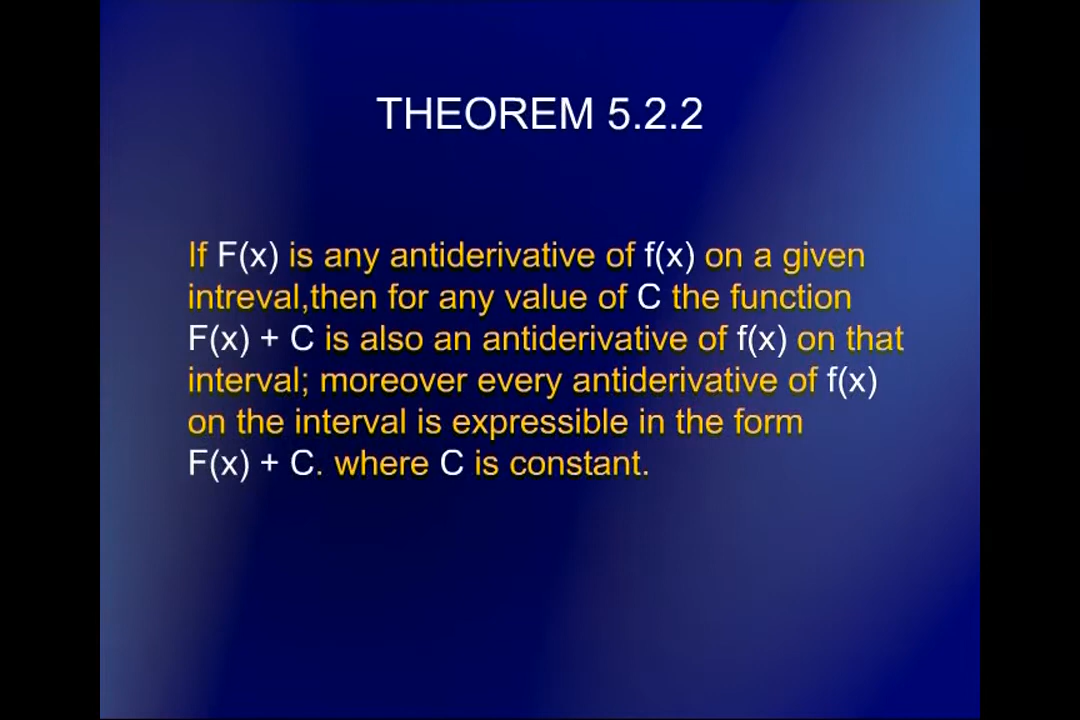 THEOREM 5.2.2
If F(x) is any antiderivative of f(x) on a given
intreval,then for any value of C the function
F(x) + C is also an antiderivative of f(x) on that
interval; moreover every antiderivative of f(x)
on the interval is expressible in the form
F(x) + C. where C is constant.